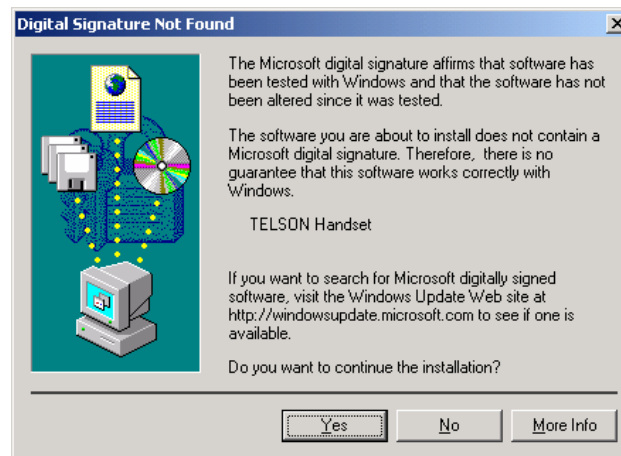 Digital Signature Not Found
The Microsoft digital signature affirms that software has
been tested with Windows and that the software has not
been altered since it was tested.
The software you are about to install does not contain a
Microsoft digital signature. Therefore, there is no
guarantee that this software works correctly with
Windows.
TELSON Handset
If you want to search for Microsoft digitally signed
software, visit the Windows Update Web site at
http://windowsupdate.microsoft.com to see if one is
available.
Do you want to continue the installation?
Yes No More Info